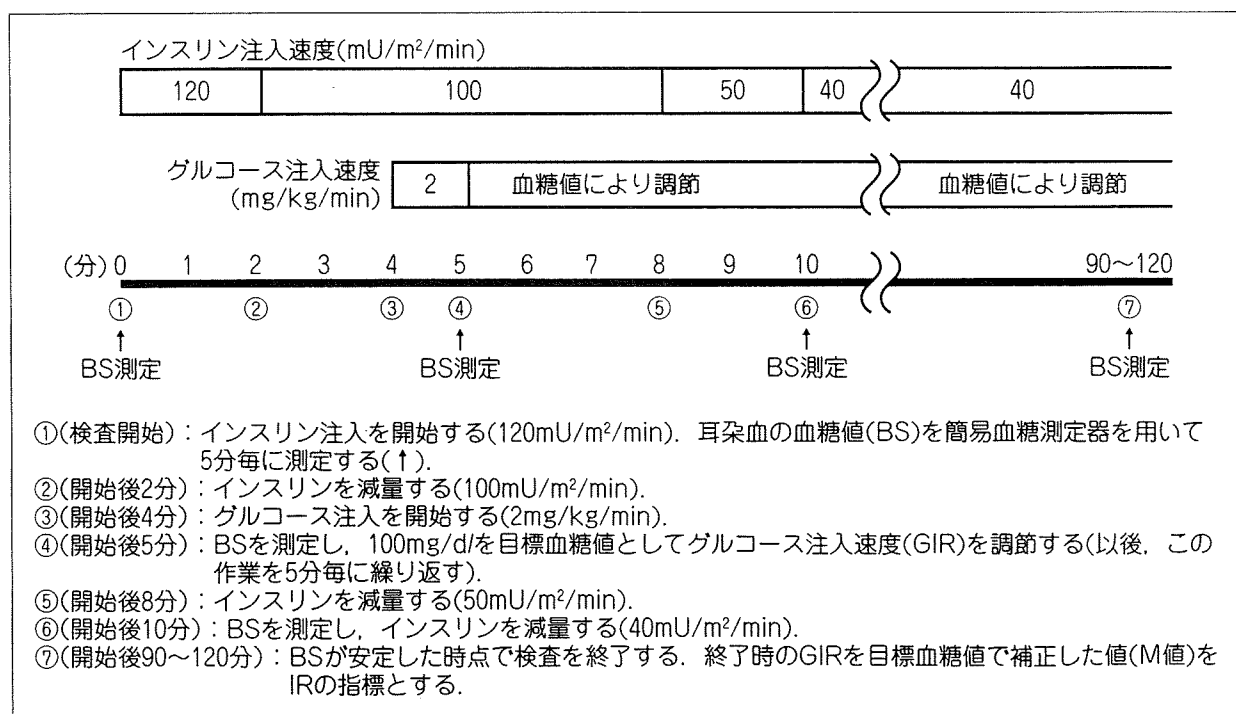 インスリン注入速度(mU/m²/min)
120 100 50 40 40
グルコース注入速度
(mg/kg/min)
2 血糖値により調節 血糖値により調節
(分) 0 1 2 3 4 5 6 7 8 9 10 90〜120
① ② ③ ④ ⑤ ⑥ ⑦
↑ ↑ ↑ ↑
BS測定 BS測定 BS測定 BS測定
①(検査開始)：インスリン注入を開始する(120mU/m²/min)．耳朶血の血糖値(BS)を簡易血糖測定器を用いて
5分毎に測定する(↑)．
②(開始後2分)：インスリンを減量する(100mU/m²/min)．
③(開始後4分)：グルコース注入を開始する(2mg/kg/min)．
④(開始後5分)：BSを測定し，100mg/dlを目標血糖値としてグルコース注入速度(GIR)を調節する(以後，この
作業を5分毎に繰り返す)．
⑤(開始後8分)：インスリンを減量する(50mU/m²/min)．
⑥(開始後10分)：BSを測定し，インスリンを減量する(40mU/m²/min)．
⑦(開始後90〜120分)：BSが安定した時点で検査を終了する．終了時のGIRを目標血糖値で補正した値(M値)を
IRの指標とする．